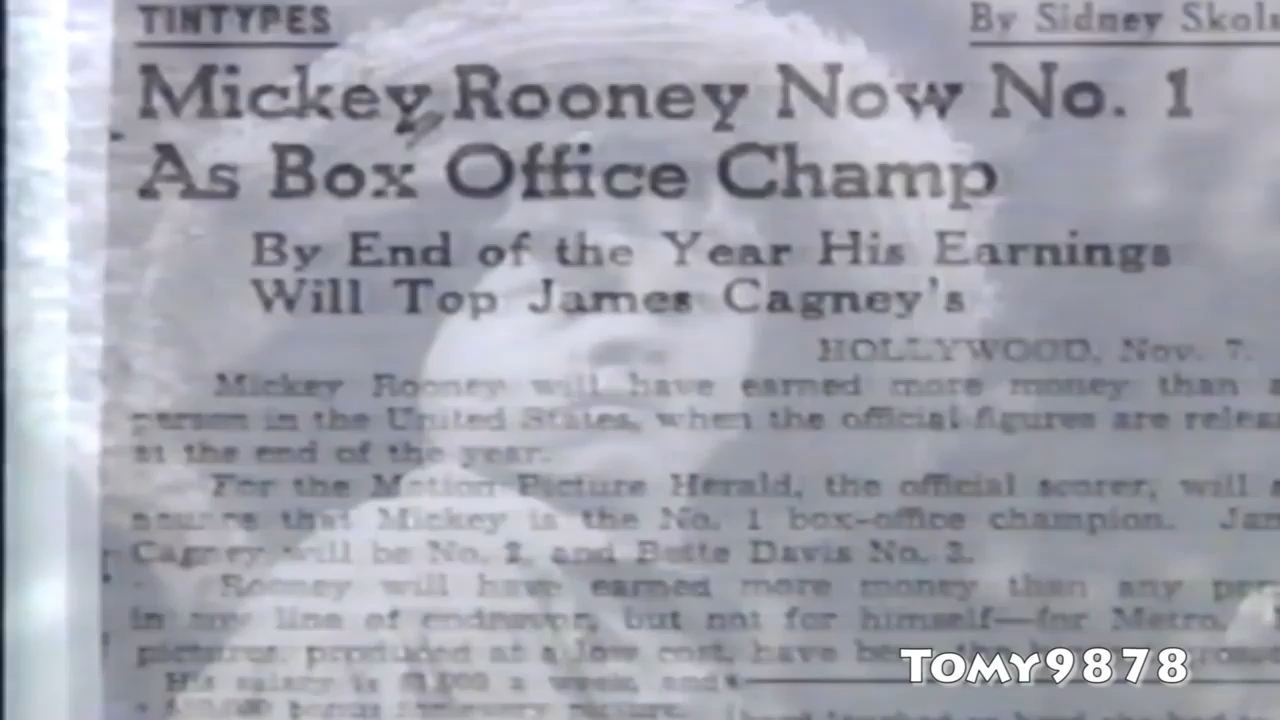 TINTYPES
By Sidney
Mickey Rooney Now No. 1
As Box Office Champ
By End of the Year His Earnings
Will Top James Cagney's
HOLLYWOOD, Nov. 7.
Mickey Rooney will have earned more money than
person in the United States, when the official figures are
at the end of the year.
For the Motion Picture Herald, the official scorer, will
that Mickey is the No. 1 box-office champion.
Cagney will be No. 2, and Bette Davis No. 3.
Rooney will have earned more money than any
in any line of endeavor, but not for himself—for Metro.
pictures, produced at a low cost, have
His salary is a week, and
bonus for every picture.
TOMY9878